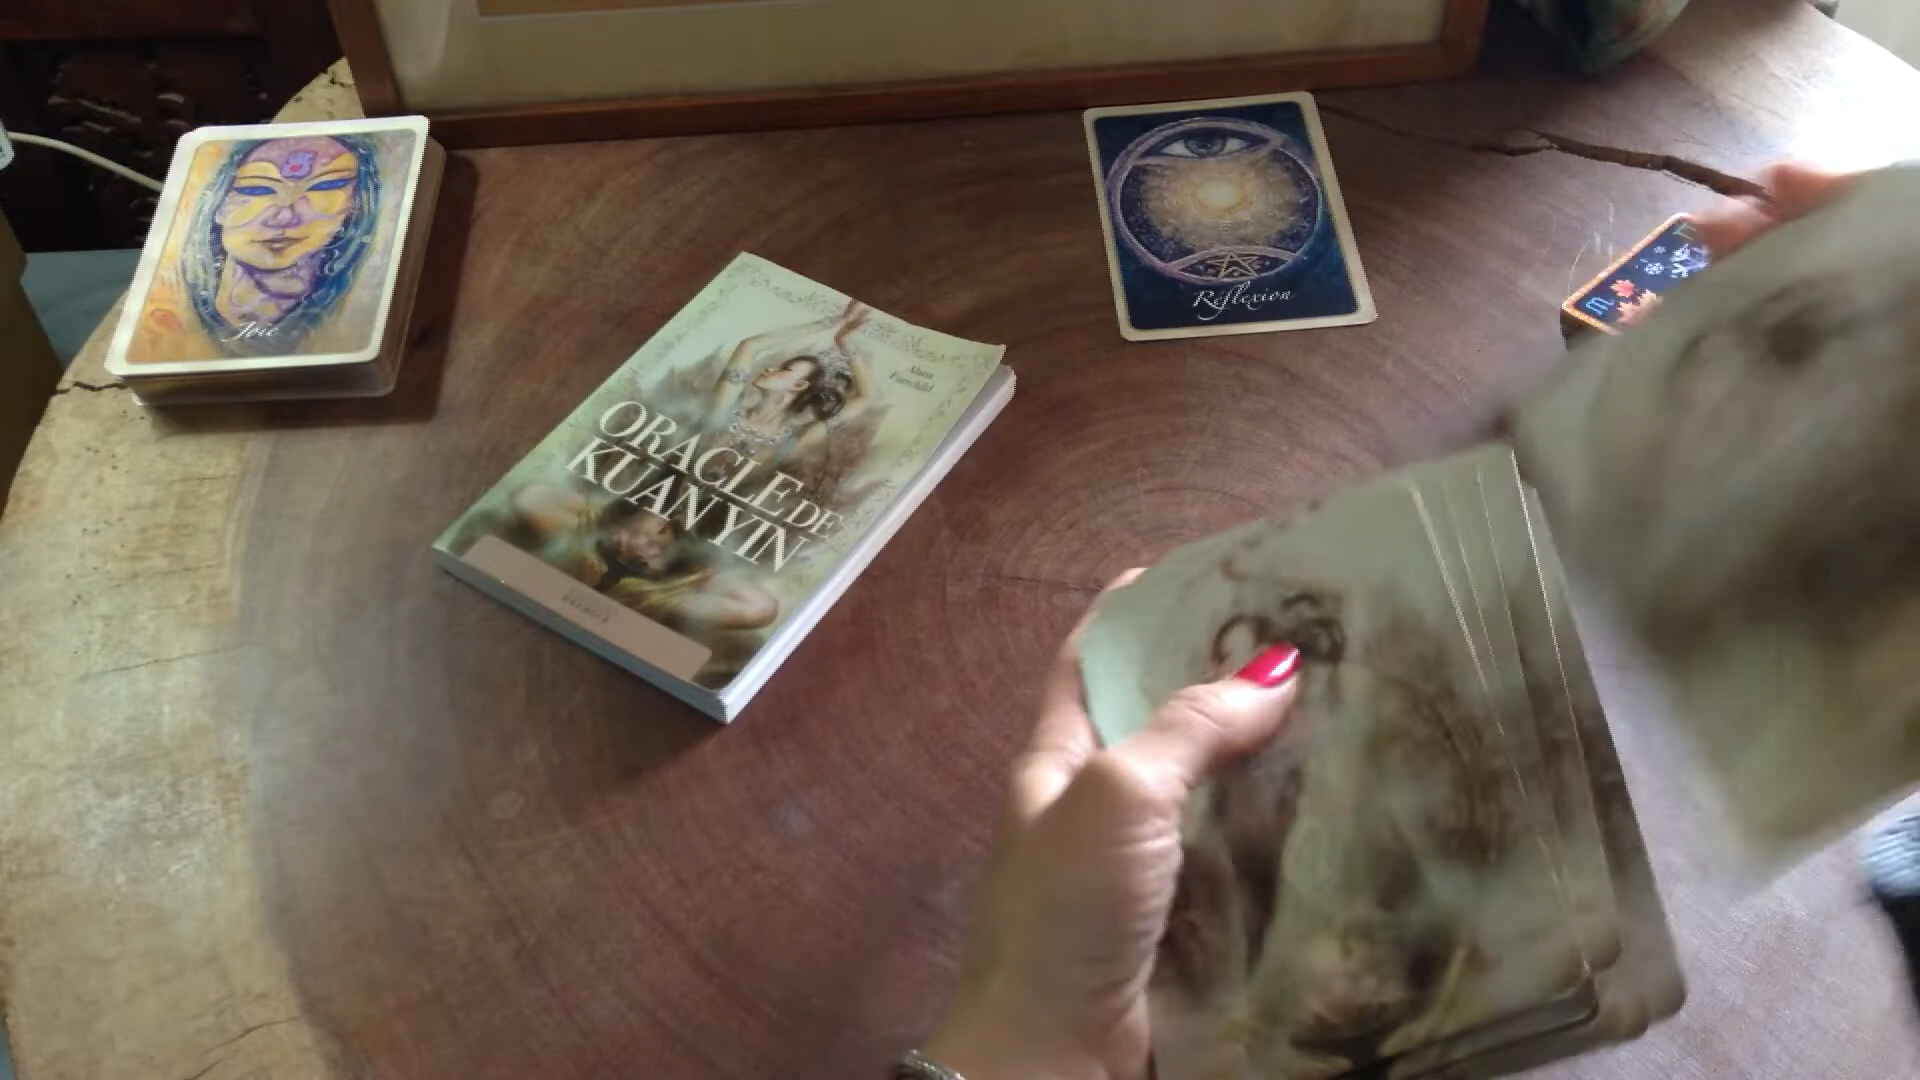 Joie
Réflexion
Alana
Fairchild
ORACLE DE
KUAN YIN